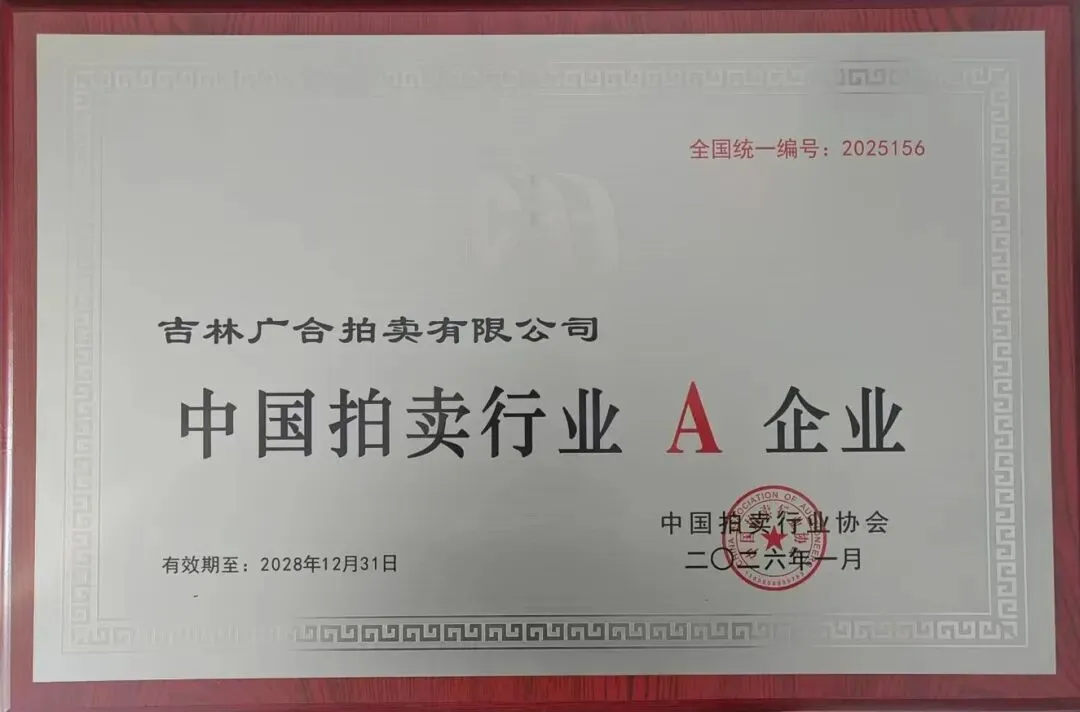 全国统一编号：2025156
吉林广合拍卖有限公司
中国拍卖行业 A 企业
中国拍卖行业协会
二〇二六年一月
有效期至：2028年12月31日